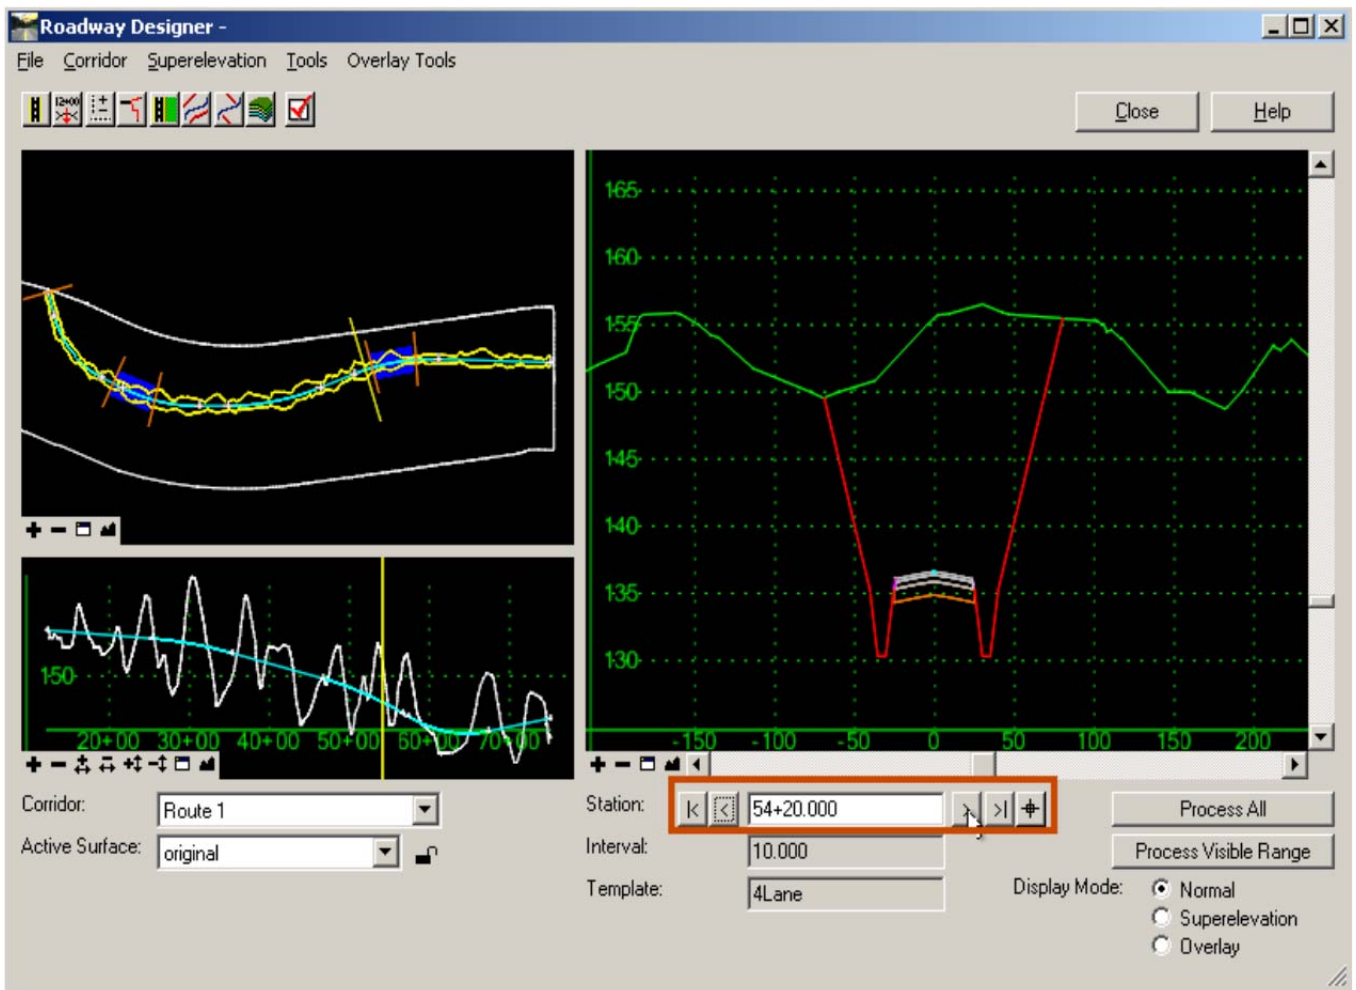 Roadway Designer -
File Corridor Superelevation Tools Overlay Tools
12+00
Close Help
165
160
155
150
145
140
135
130
-150 -100 -50 0 50 100 150 200
150
20+00 30+00 40+00 50+00 60+00 70+00
Corridor: Route 1
Active Surface: original
Station: 54+20.000
Interval: 10.000
Template: 4Lane
Process All
Process Visible Range
Display Mode: Normal
Superelevation
Overlay